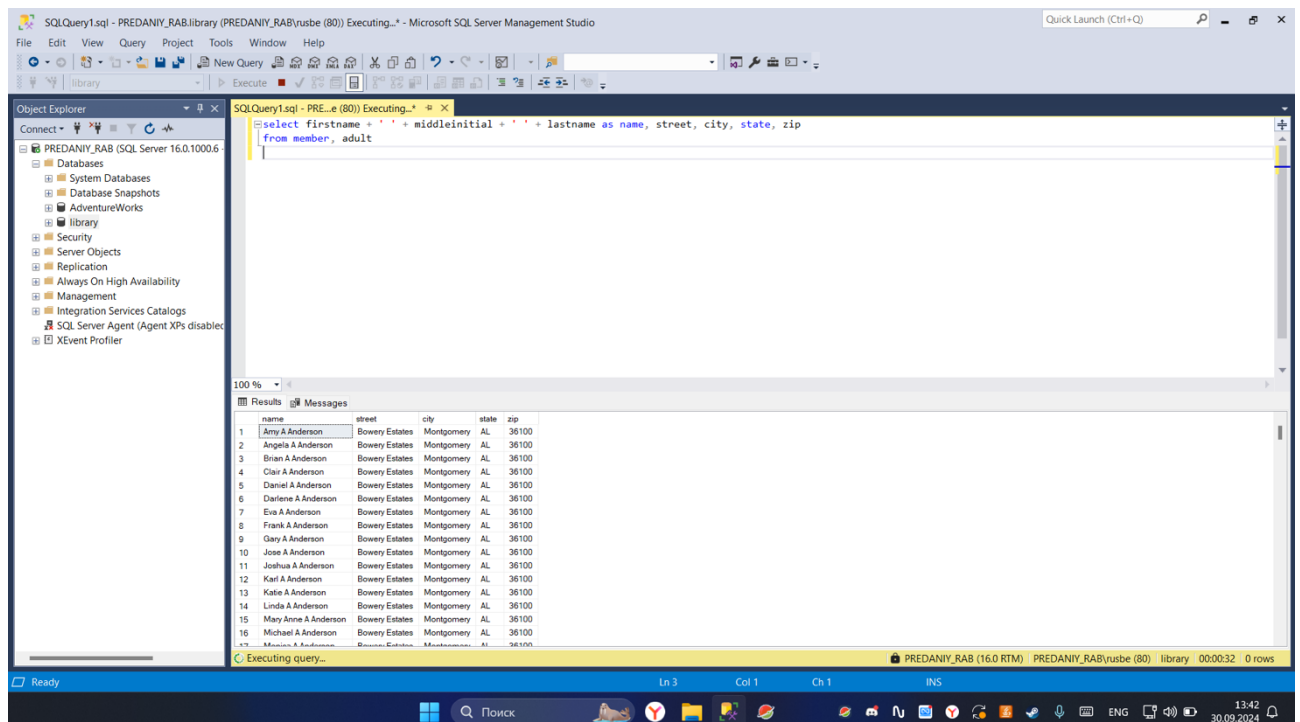 SQLQuery1.sql - PREDANIY_RAB.library (PREDANIY_RAB\rusbe (80)) Executing...* - Microsoft SQL Server Management Studio
Quick Launch (Ctrl+Q)
File Edit View Query Project Tools Window Help
New Query
library Execute
Object Explorer
SQLQuery1.sql - PRE...e (80)) Executing...*
Connect
select firstname + ' ' + middleinitial + ' ' + lastname as name, street, city, state, zip
from member, adult
PREDANIY_RAB (SQL Server 16.0.1000.6 -
Databases
System Databases
Database Snapshots
AdventureWorks
library
Security
Server Objects
Replication
Always On High Availability
Management
Integration Services Catalogs
SQL Server Agent (Agent XPs disabled
XEvent Profiler
100 %
Results Messages
name street city state zip
1 Amy A Anderson Bowery Estates Montgomery AL 36100
2 Angela A Anderson Bowery Estates Montgomery AL 36100
3 Brian A Anderson Bowery Estates Montgomery AL 36100
4 Clair A Anderson Bowery Estates Montgomery AL 36100
5 Daniel A Anderson Bowery Estates Montgomery AL 36100
6 Darlene A Anderson Bowery Estates Montgomery AL 36100
7 Eva A Anderson Bowery Estates Montgomery AL 36100
8 Frank A Anderson Bowery Estates Montgomery AL 36100
9 Gary A Anderson Bowery Estates Montgomery AL 36100
10 Jose A Anderson Bowery Estates Montgomery AL 36100
11 Joshua A Anderson Bowery Estates Montgomery AL 36100
12 Karl A Anderson Bowery Estates Montgomery AL 36100
13 Katie A Anderson Bowery Estates Montgomery AL 36100
14 Linda A Anderson Bowery Estates Montgomery AL 36100
15 Mary Anne A Anderson Bowery Estates Montgomery AL 36100
16 Michael A Anderson Bowery Estates Montgomery AL 36100
17 Monica A Anderson Bowery Estates Montgomery AL 36100
Executing query... PREDANIY_RAB (16.0 RTM) PREDANIY_RAB\rusbe (80) library 00:00:32 0 rows
Ready Ln 3 Col 1 Ch 1 INS
Поиск ENG 13:42
30.09.2024